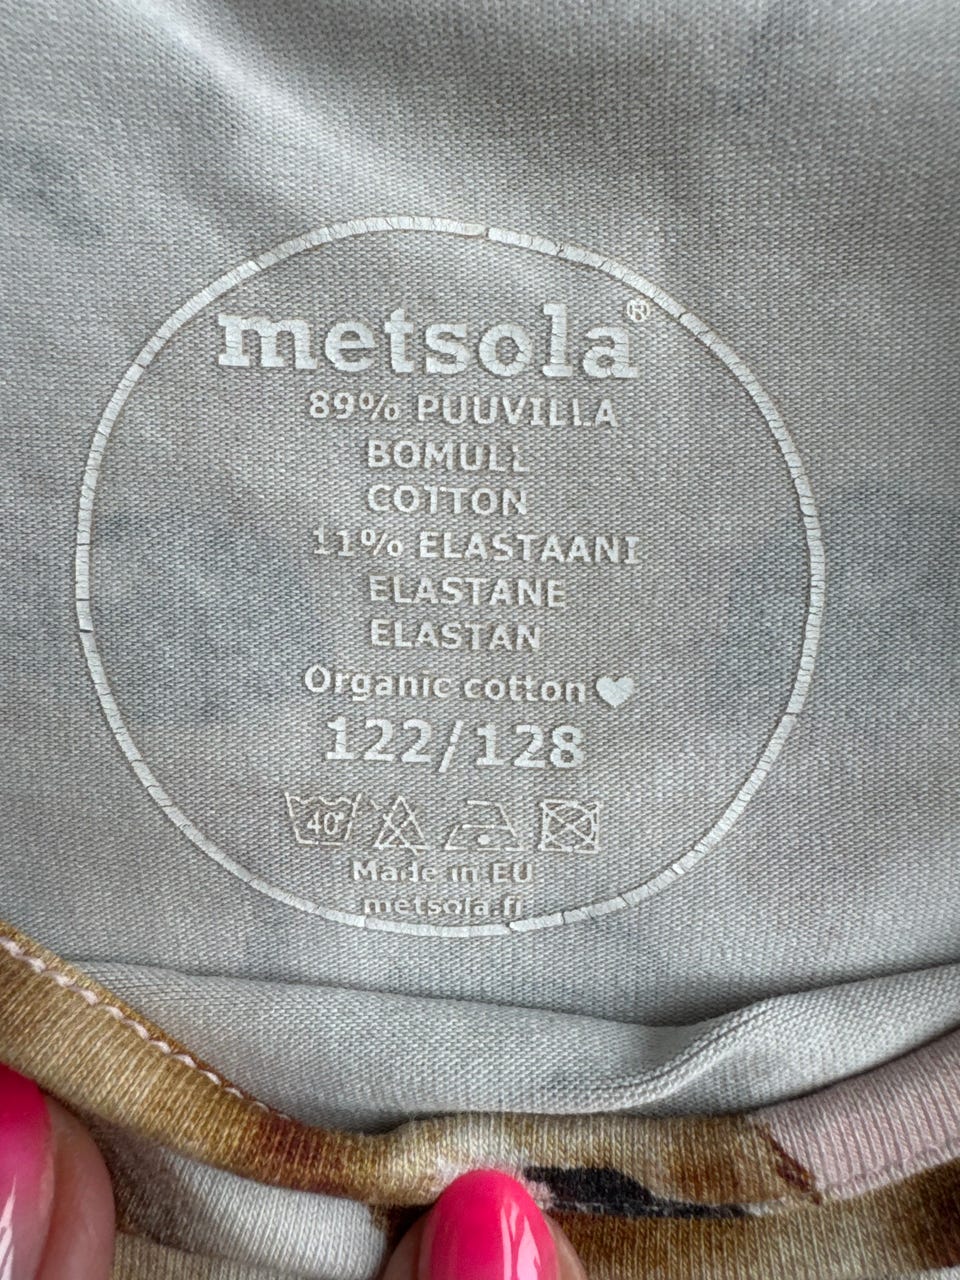 metsola®
89% PUUVILLA
BOMULL
COTTON
11% ELASTAANI
ELASTANE
ELASTAN
Organic cotton
122/128
40°
Made in EU
metsola.fi